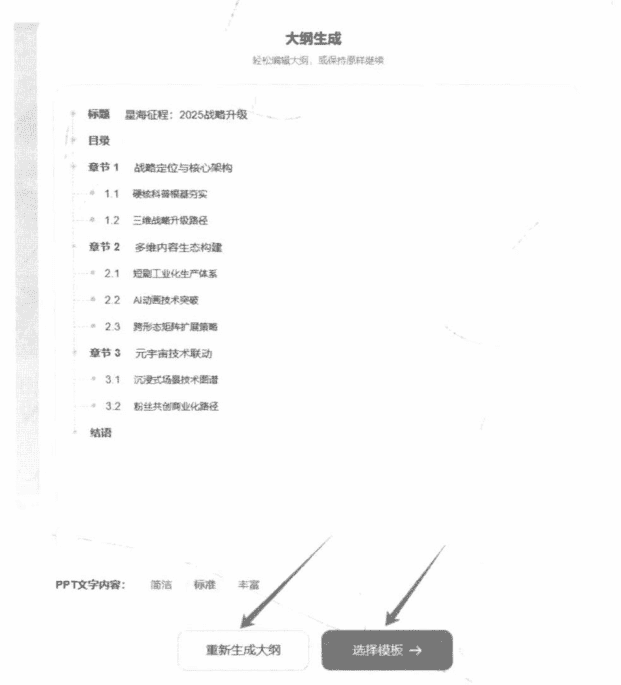 大纲生成
轻松编辑大纲，或保持原样继续
标题 星海征程：2025战略升级
目录
章节 1 战略定位与核心架构
1.1 硬核科普根基夯实
1.2 三维战略升级路径
章节 2 多维内容生态构建
2.1 短剧工业化生产体系
2.2 AI动画技术突破
2.3 跨形态矩阵扩展策略
章节 3 元宇宙技术联动
3.1 沉浸式场景技术图谱
3.2 粉丝共创商业化路径
结语
PPT文字内容： 简洁 标准 丰富
重新生成大纲 选择模板 →